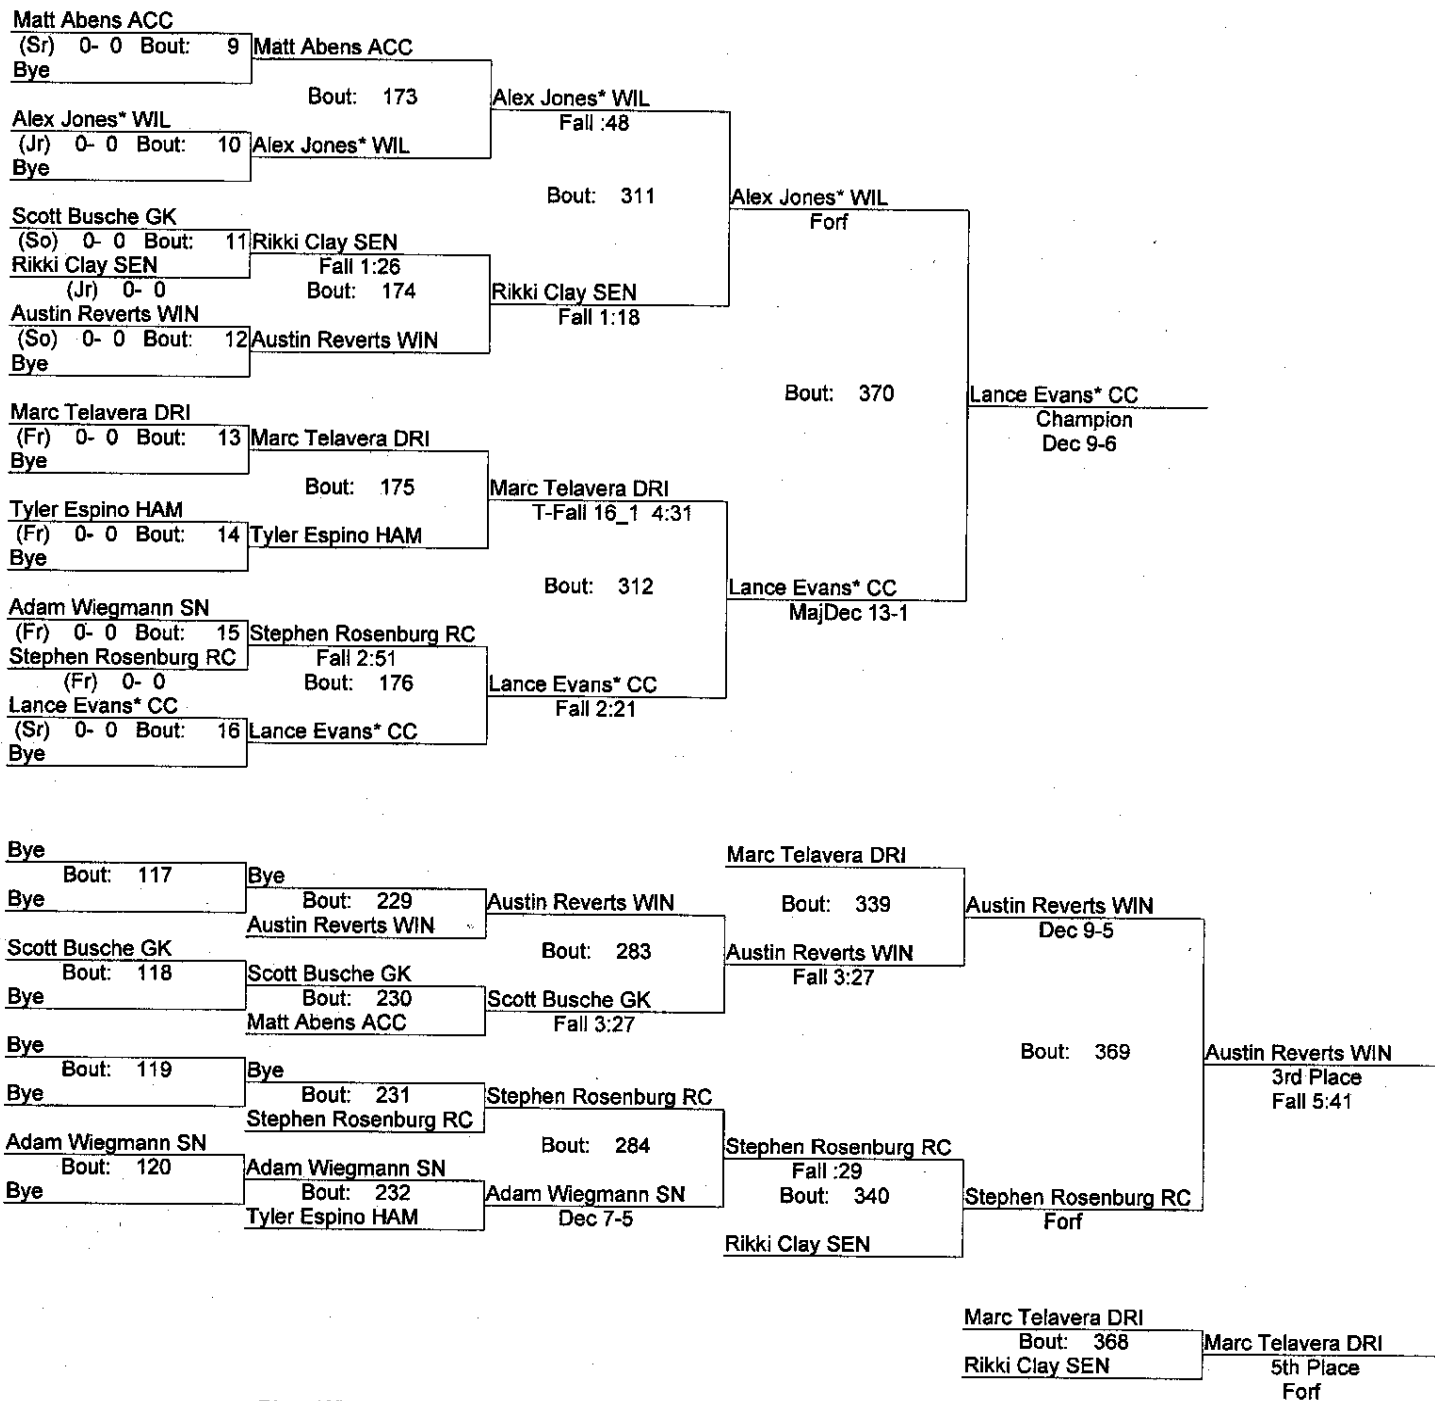 Matt Abens ACC
(Sr) 0- 0 Bout: 9 Matt Abens ACC
Bye
Bout: 173 Alex Jones* WIL
Fall :48
Alex Jones* WIL
(Jr) 0- 0 Bout: 10 Alex Jones* WIL
Bye
Bout: 311 Alex Jones* WIL
Forf
Scott Busche GK
(So) 0- 0 Bout: 11 Rikki Clay SEN
Rikki Clay SEN Fall 1:26
(Jr) 0- 0 Bout: 174 Rikki Clay SEN
Austin Reverts WIN Fall 1:18
(So) 0- 0 Bout: 12 Austin Reverts WIN
Bye
Bout: 370 Lance Evans* CC
Champion
Dec 9-6
Marc Telavera DRI
(Fr) 0- 0 Bout: 13 Marc Telavera DRI
Bye
Bout: 175 Marc Telavera DRI
T-Fall 16_1 4:31
Tyler Espino HAM
(Fr) 0- 0 Bout: 14 Tyler Espino HAM
Bye
Bout: 312 Lance Evans* CC
MajDec 13-1
Adam Wiegmann SN
(Fr) 0- 0 Bout: 15 Stephen Rosenburg RC
Stephen Rosenburg RC Fall 2:51
(Fr) 0- 0 Bout: 176 Lance Evans* CC
Lance Evans* CC Fall 2:21
(Sr) 0- 0 Bout: 16 Lance Evans* CC
Bye
Bye Marc Telavera DRI
Bout: 117 Bye
Bye Bout: 229 Austin Reverts WIN Bout: 339 Austin Reverts WIN
Austin Reverts WIN Dec 9-5
Scott Busche GK Bout: 283 Austin Reverts WIN
Bout: 118 Scott Busche GK Fall 3:27
Bye Bout: 230 Scott Busche GK
Matt Abens ACC Fall 3:27
Bye Bout: 369 Austin Reverts WIN
Bout: 119 Bye 3rd Place
Bye Bout: 231 Stephen Rosenburg RC Fall 5:41
Stephen Rosenburg RC
Adam Wiegmann SN Bout: 284 Stephen Rosenburg RC
Bout: 120 Adam Wiegmann SN Fall :29
Bye Bout: 232 Adam Wiegmann SN Bout: 340 Stephen Rosenburg RC
Tyler Espino HAM Dec 7-5 Forf
Rikki Clay SEN
Marc Telavera DRI
Bout: 368 Marc Telavera DRI
Rikki Clay SEN 5th Place
Forf